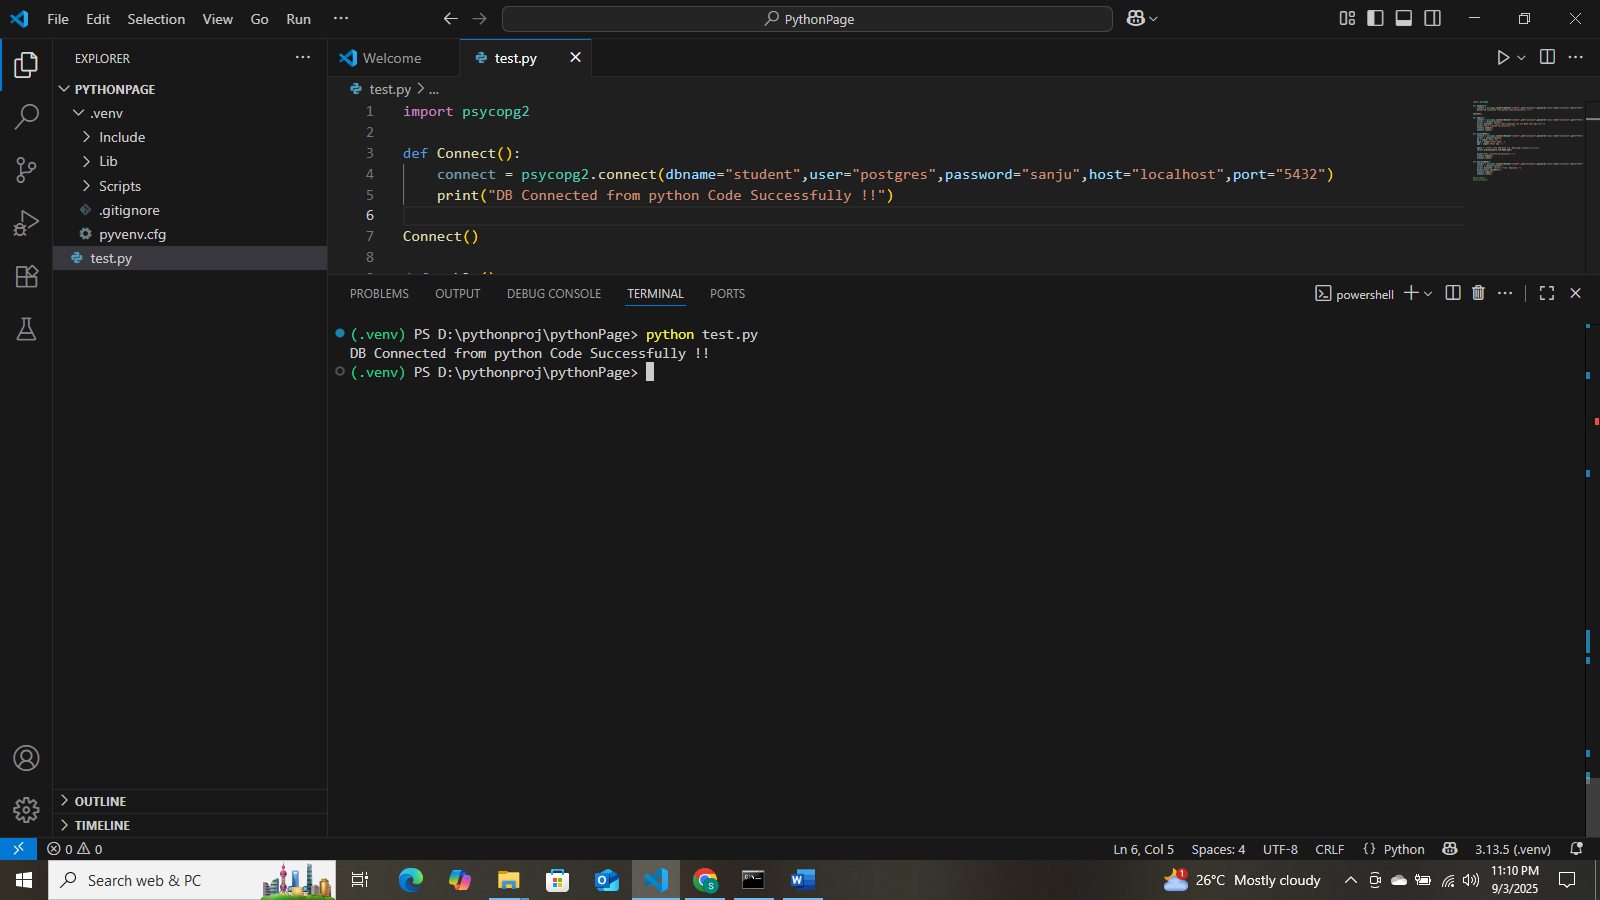 File Edit Selection View Go Run ···
PythonPage
EXPLORER ···
PYTHONPAGE
.venv
Include
Lib
Scripts
.gitignore
pyvenv.cfg
test.py
OUTLINE
TIMELINE
Welcome test.py
test.py > ...
1 import psycopg2
2
3 def Connect():
4 connect = psycopg2.connect(dbname="student",user="postgres",password="sanju",host="localhost",port="5432")
5 print("DB Connected from python Code Successfully !!")
6
7 Connect()
8
PROBLEMS OUTPUT DEBUG CONSOLE TERMINAL PORTS
powershell
(.venv) PS D:\pythonproj\pythonPage> python test.py
DB Connected from python Code Successfully !!
(.venv) PS D:\pythonproj\pythonPage>
0 0 Ln 6, Col 5 Spaces: 4 UTF-8 CRLF {} Python 3.13.5 (.venv)
Search web & PC
1 26°C Mostly cloudy
11:10 PM
9/3/2025